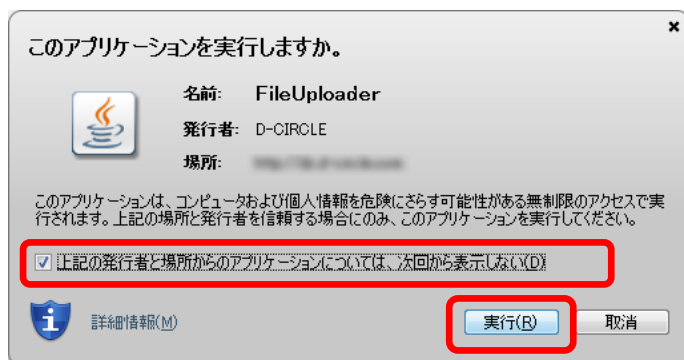 このアプリケーションを実行しますか。
名前: FileUploader
発行者: D-CIRCLE
場所:
このアプリケーションは、コンピュータおよび個人情報を危険にさらす可能性がある無制限のアクセスで実
行されます。上記の場所と発行者を信頼する場合にのみ、このアプリケーションを実行してください。
上記の発行者と場所からのアプリケーションについては、次回から表示しない(D)
詳細情報(M) 実行(R) 取消